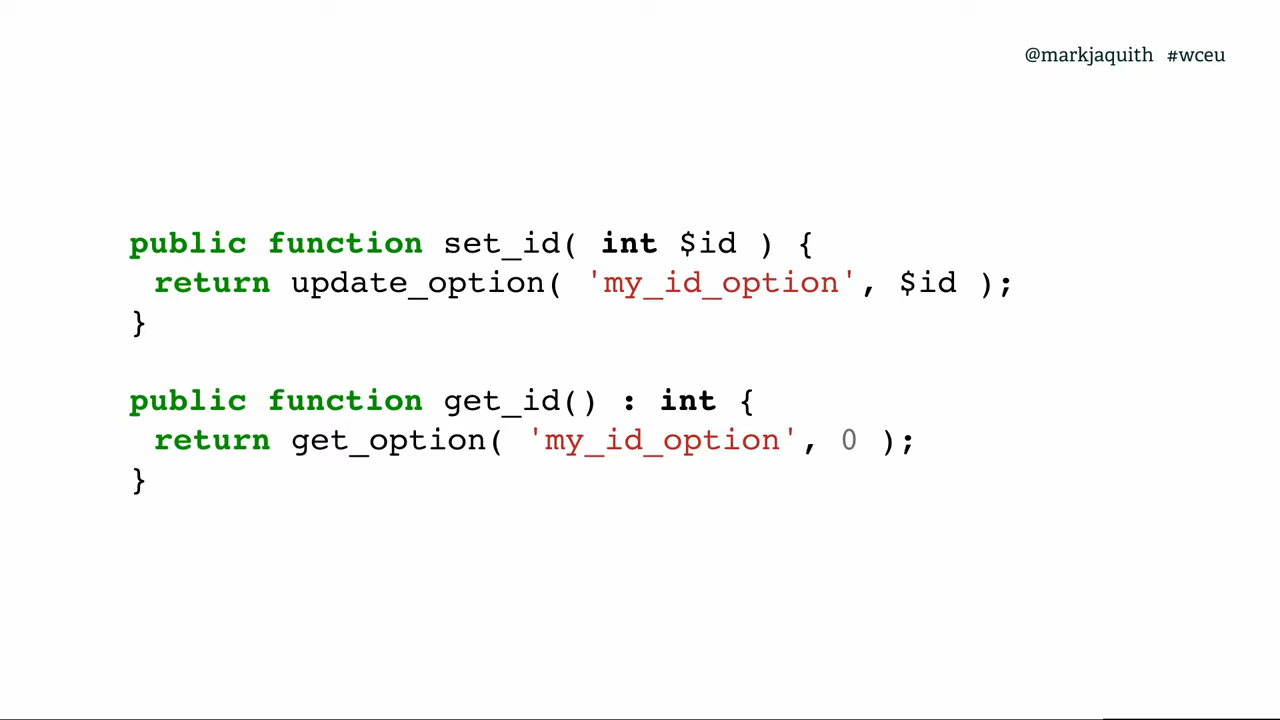 @markjaquith #wceu
public function set_id( int $id ) {
return update_option( 'my_id_option', $id );
}
public function get_id() : int {
return get_option( 'my_id_option', 0 );
}